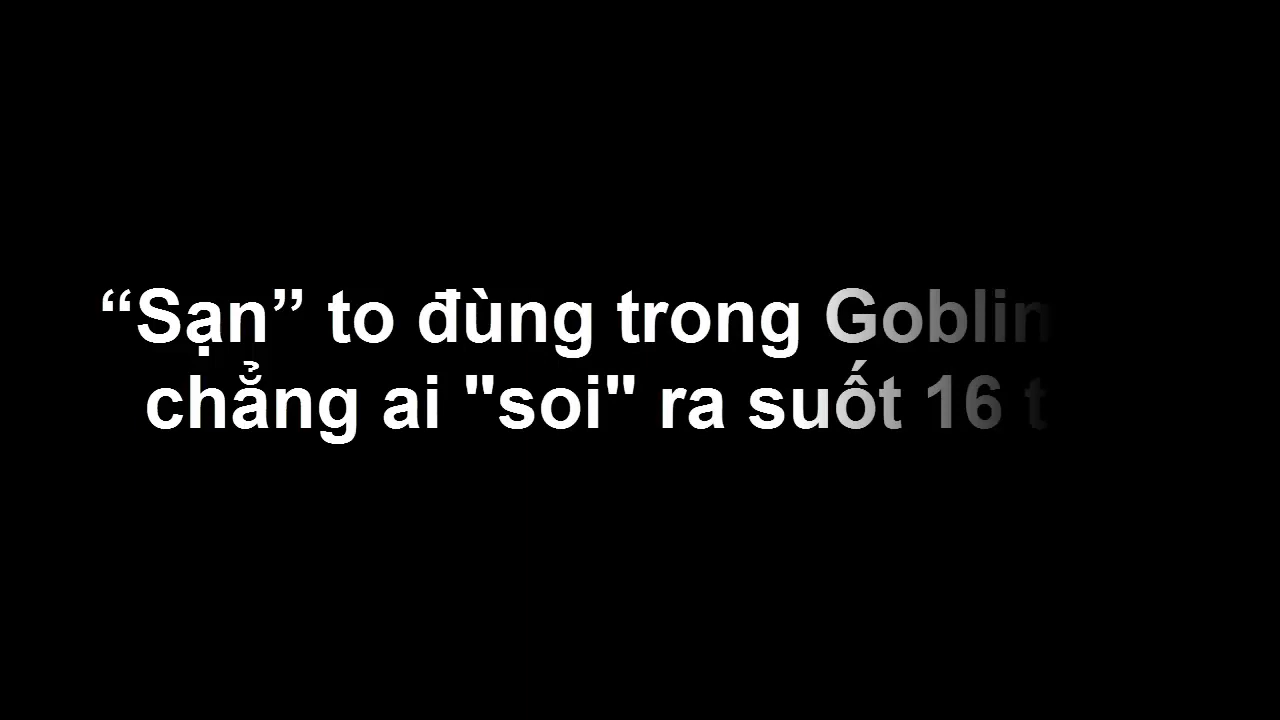 “Sạn” to đùng trong Goblin
chẳng ai "soi" ra suốt 16